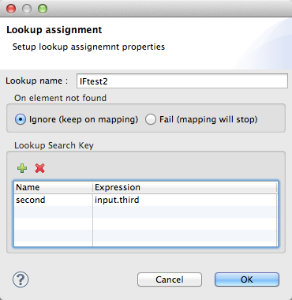 Lookup assignment
Setup lookup assignemnt properties
Lookup name : IFtest2
On element not found
Ignore (keep on mapping) Fail (mapping will stop)
Lookup Search Key
Name Expression
second input.third
? Cancel OK